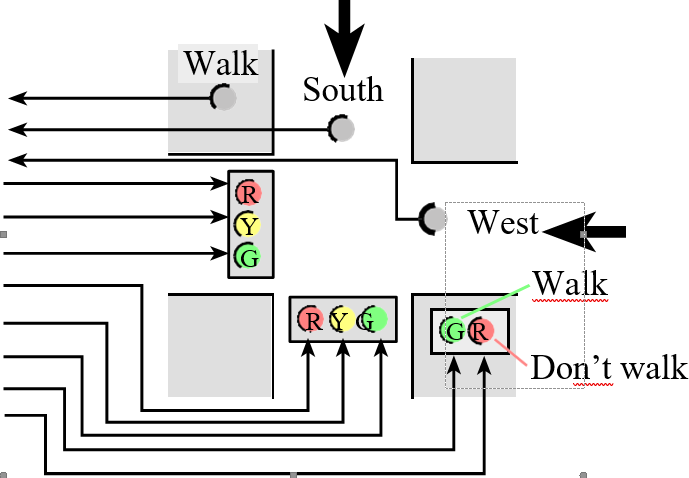 Walk
South
R
Y
G
West
Walk
R Y G
G R
Don't walk